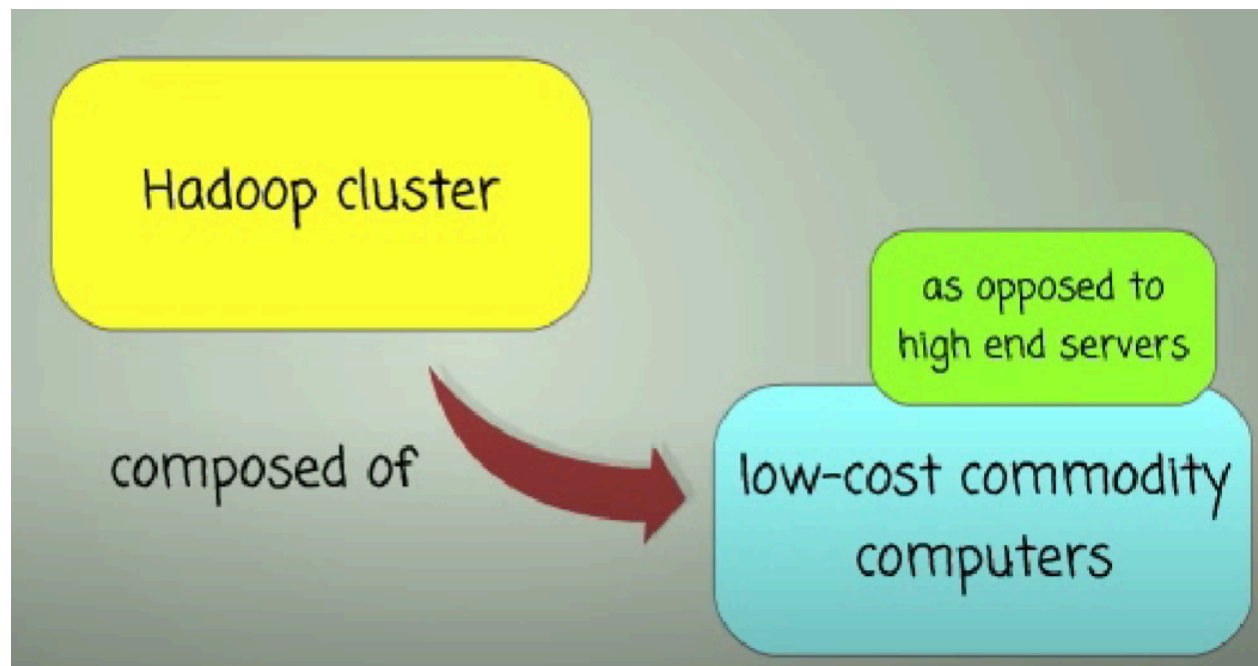 Hadoop cluster
composed of
as opposed to
high end servers
low-cost commodity
computers